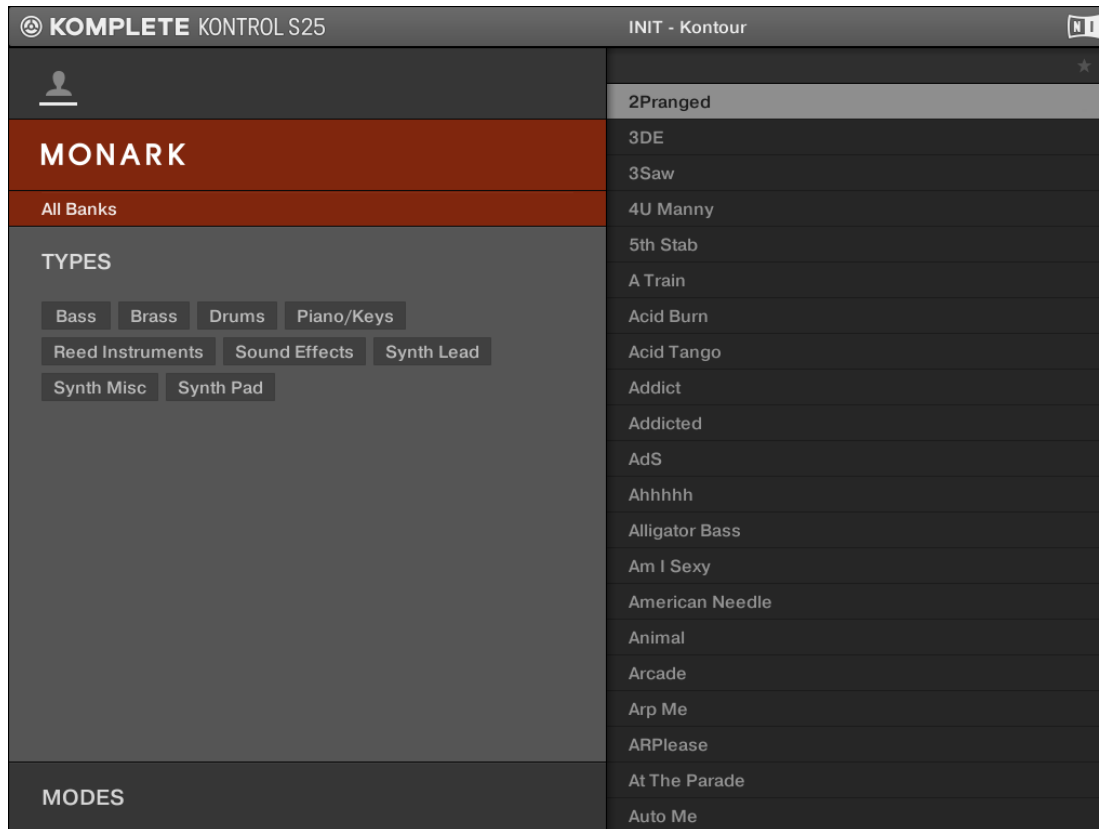 KOMPLETE KONTROL S25
INIT - Kontour
NI
MONARK
All Banks
TYPES
Bass Brass Drums Piano/Keys
Reed Instruments Sound Effects Synth Lead
Synth Misc Synth Pad
MODES
2Pranged
3DE
3Saw
4U Manny
5th Stab
A Train
Acid Burn
Acid Tango
Addict
Addicted
AdS
Ahhhhh
Alligator Bass
Am I Sexy
American Needle
Animal
Arcade
Arp Me
ARPlease
At The Parade
Auto Me